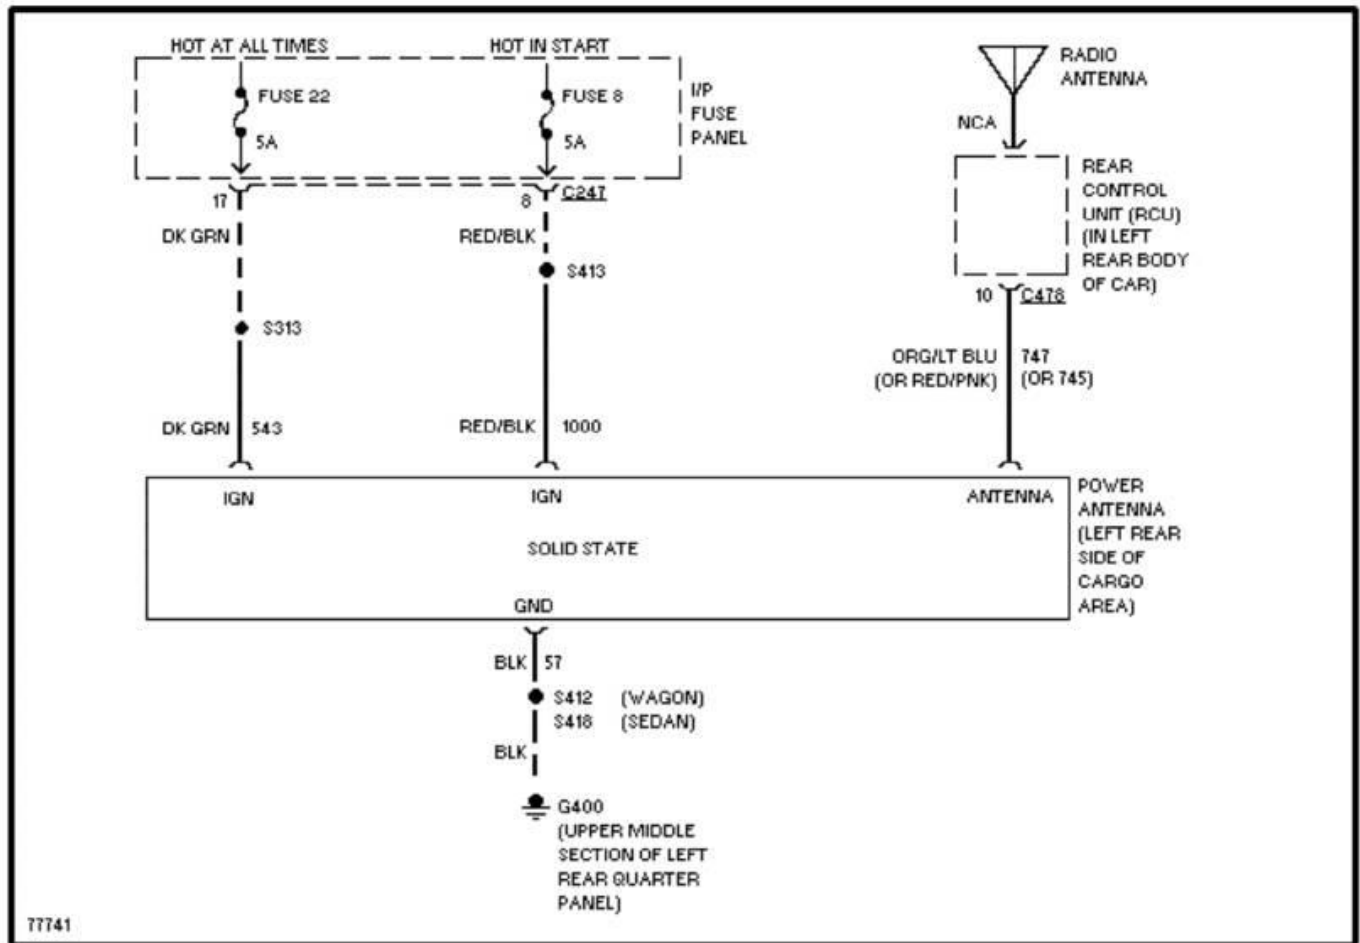 HOT AT ALL TIMES
HOT IN START
FUSE 22
5A
FUSE 8
5A
I/P
FUSE
PANEL
RADIO
ANTENNA
NCA
REAR
CONTROL
UNIT (RCU)
(IN LEFT
REAR BODY
OF CAR)
17
8
C247
DK GRN
RED/BLK
S413
S313
10
C478
ORG/LT BLU
(OR RED/PNK)
747
(OR 745)
DK GRN
543
RED/BLK
1000
IGN
IGN
ANTENNA
SOLID STATE
GND
POWER
ANTENNA
(LEFT REAR
SIDE OF
CARGO
AREA)
BLK
57
S412 (WAGON)
S418 (SEDAN)
BLK
G400
(UPPER MIDDLE
SECTION OF LEFT
REAR QUARTER
PANEL)
77741